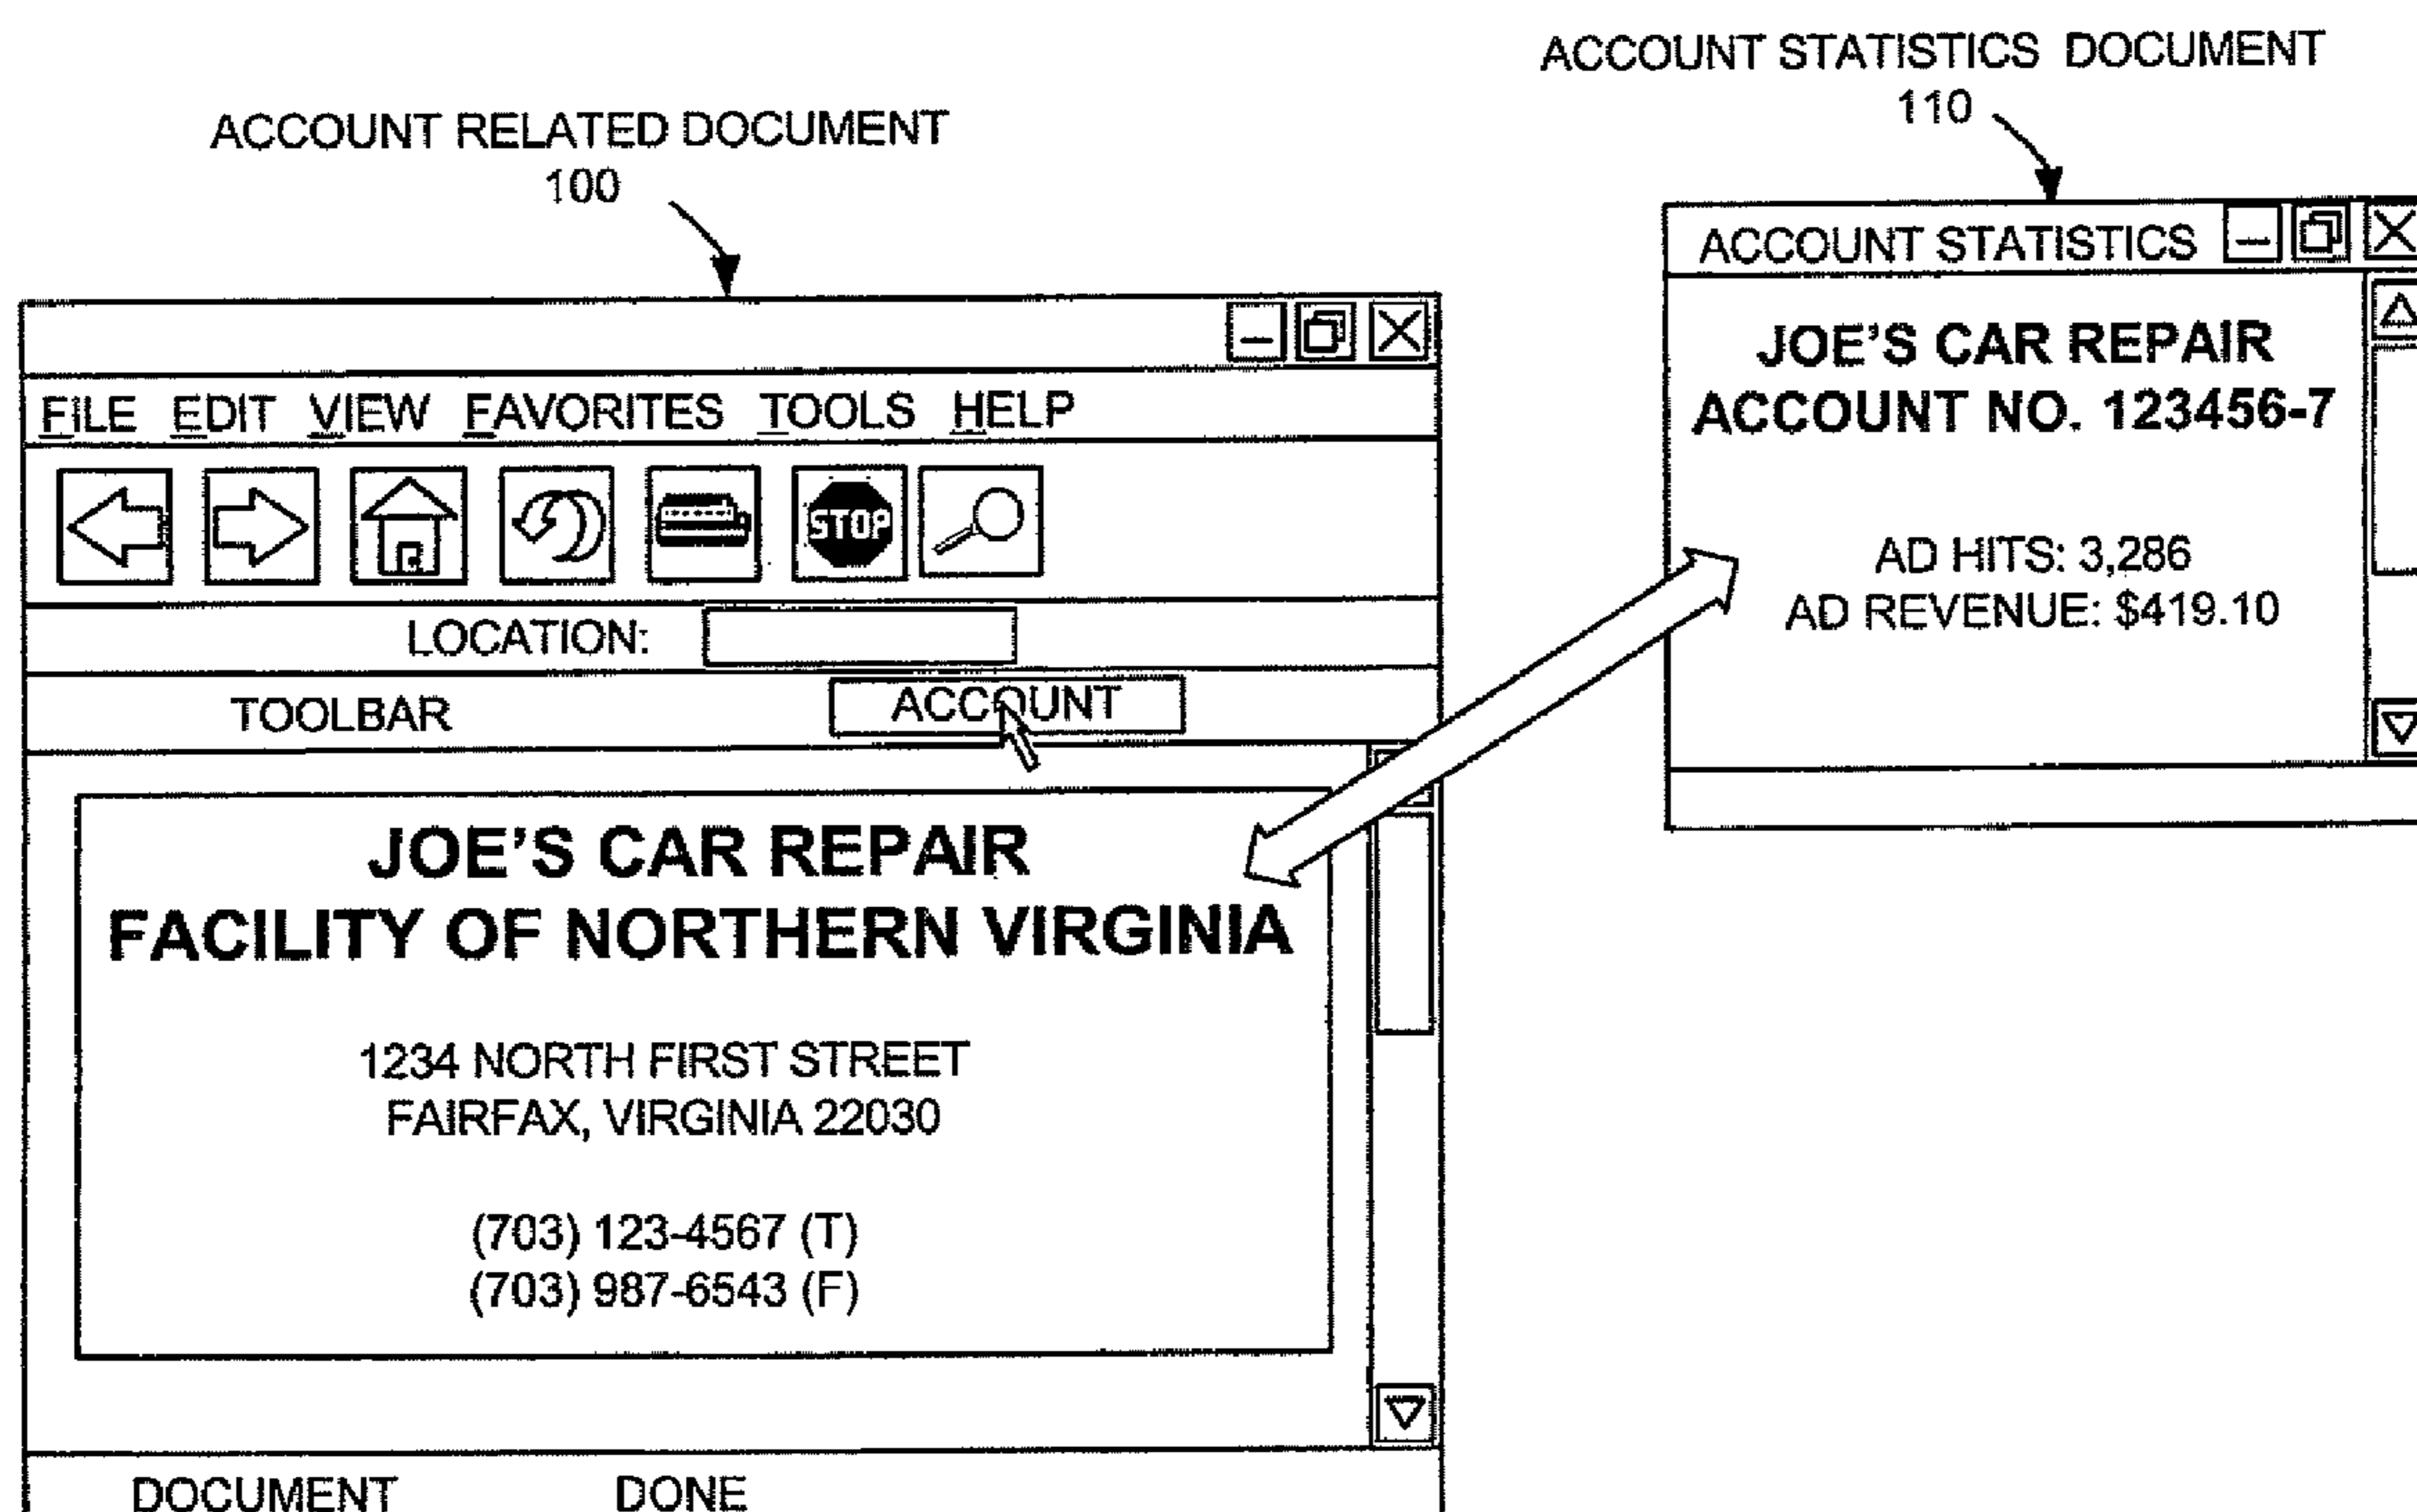 ACCOUNT STATISTICS DOCUMENT
110
ACCOUNT RELATED DOCUMENT
100
ACCOUNT STATISTICS
JOE'S CAR REPAIR
ACCOUNT NO. 123456-7
AD HITS: 3,286
AD REVENUE: $419.10
FILE EDIT VIEW FAVORITES TOOLS HELP
STOP
LOCATION:
TOOLBAR ACCOUNT
JOE'S CAR REPAIR
FACILITY OF NORTHERN VIRGINIA
1234 NORTH FIRST STREET
FAIRFAX, VIRGINIA 22030
(703) 123-4567 (T)
(703) 987-6543 (F)
DOCUMENT DONE